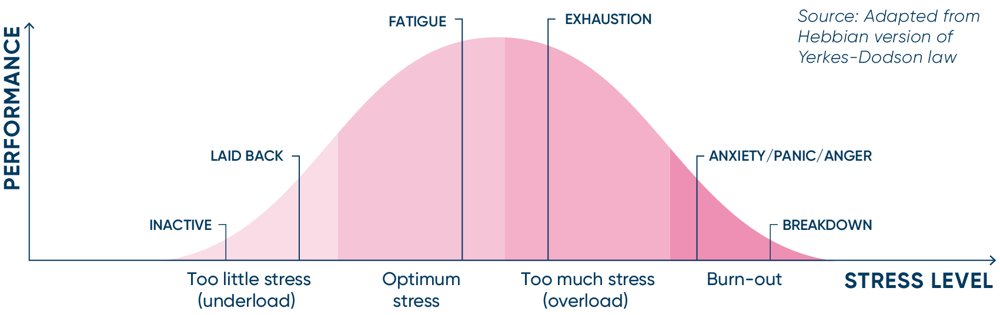 PERFORMANCE
FATIGUE
EXHAUSTION
Source: Adapted from
Hebbian version of
Yerkes-Dodson law
LAID BACK
ANXIETY/PANIC/ANGER
INACTIVE
BREAKDOWN
Too little stress
(underload)
Optimum
stress
Too much stress
(overload)
Burn-out
STRESS LEVEL